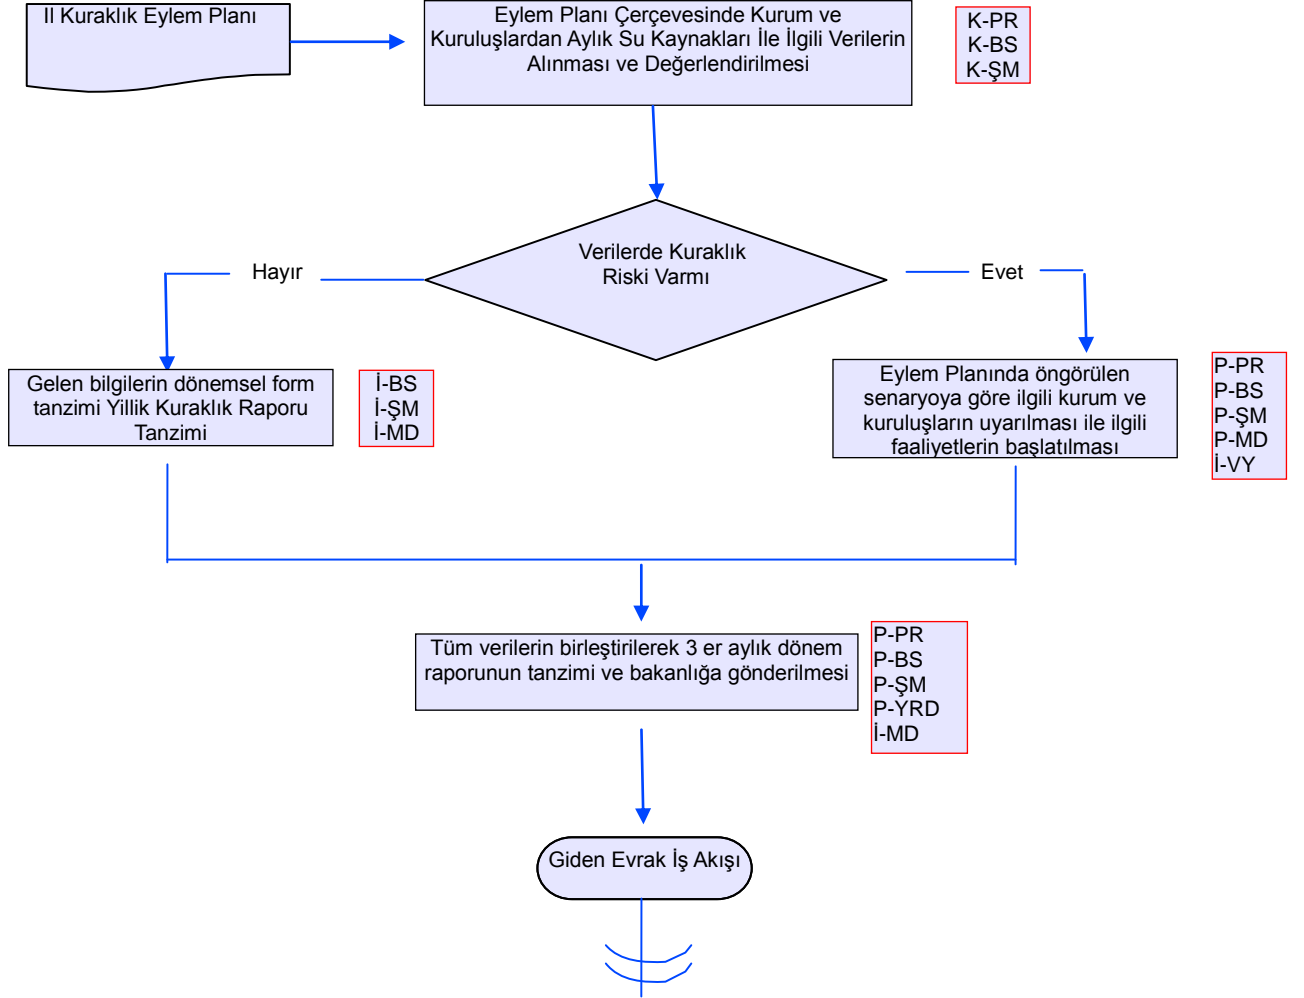 Il Kuraklık Eylem Planı
Eylem Planı Çerçevesinde Kurum ve
Kuruluşlardan Aylık Su Kaynakları İle İlgili Verilerin
Alınması ve Değerlendirilmesi
K-PR
K-BS
K-ŞM
Verilerde Kuraklık
Riski Varmı
Hayır
Evet
Gelen bilgilerin dönemsel form
tanzimi Yillik Kuraklık Raporu
Tanzimi
İ-BS
İ-ŞM
İ-MD
Eylem Planında öngörülen
senaryoya göre ilgili kurum ve
kuruluşların uyarılması ile ilgili
faaliyetlerin başlatılması
P-PR
P-BS
P-ŞM
P-MD
İ-VY
Tüm verilerin birleştirilerek 3 er aylık dönem
raporunun tanzimi ve bakanlığa gönderilmesi
P-PR
P-BS
P-ŞM
P-YRD
İ-MD
Giden Evrak İş Akışı